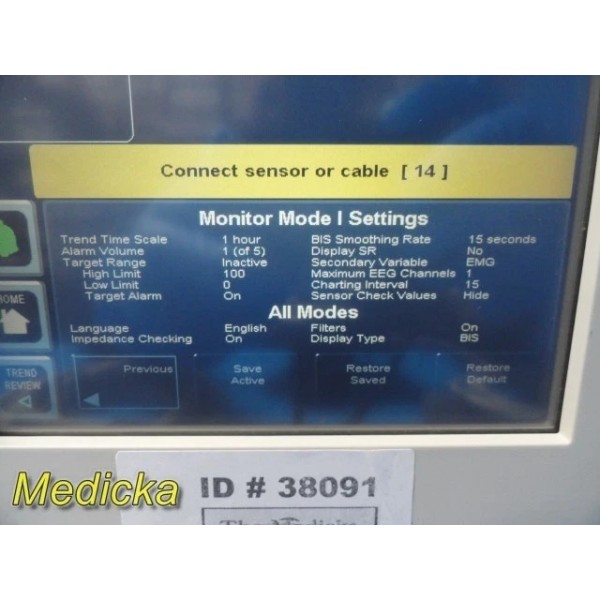 Connect sensor or cable [ 14 ]
Monitor Mode I Settings
Trend Time Scale 1 hour BIS Smoothing Rate 15 seconds
Alarm Volume 1 (of 5) Display SR No
Target Range Inactive Secondary Variable EMG
High Limit 100 Maximum EEG Channels 1
Low Limit 0 Charting Interval 15
Target Alarm On Sensor Check Values Hide
All Modes
Language English Filters On
Impedance Checking On Display Type BIS
HOME
TREND
REVIEW
Previous
Save
Active
Restore
Saved
Restore
Default
Medicka
ID # 38091